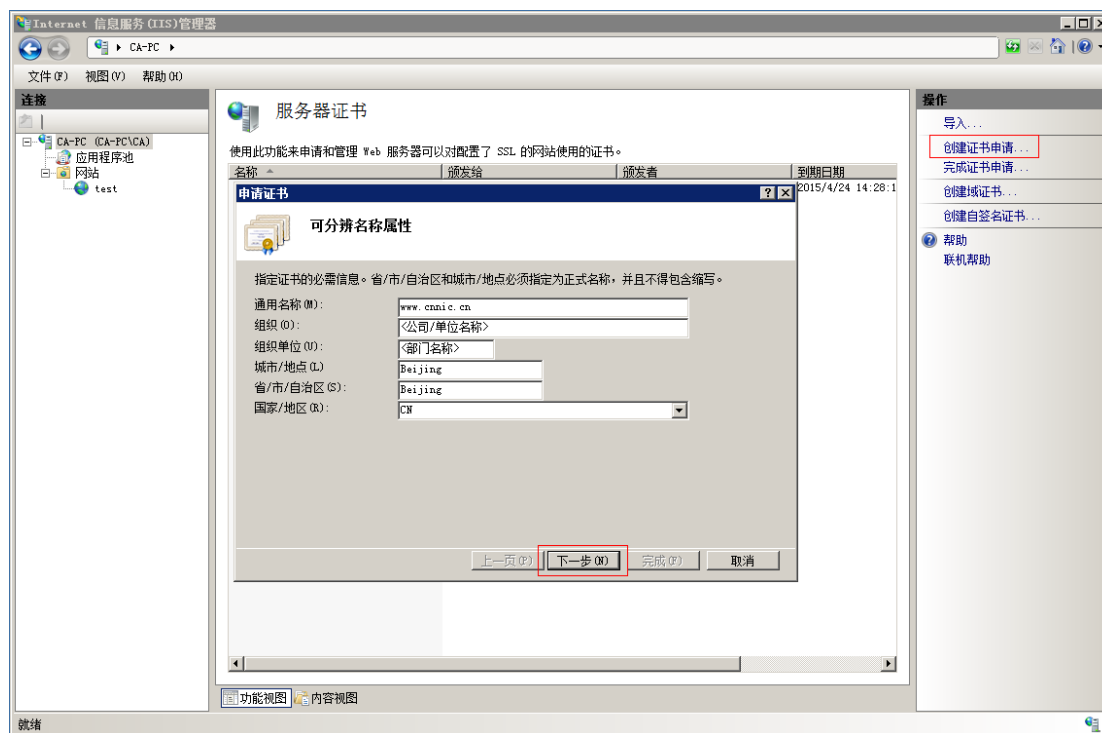 Internet 信息服务(IIS)管理器
CA-PC
文件(F) 视图(V) 帮助(H)
连接
CA-PC (CA-PC\CA)
应用程序池
网站
test
服务器证书
使用此功能来申请和管理 Web 服务器可以对配置了 SSL 的网站使用的证书。
名称 颁发给 颁发者 到期日期
2015/4/24 14:28:1
申请证书
可分辨名称属性
指定证书的必需信息。省/市/自治区和城市/地点必须指定为正式名称，并且不得包含缩写。
通用名称(M): www.cnnic.cn
组织(O): <公司/单位名称>
组织单位(U): <部门名称>
城市/地点(L) Beijing
省/市/自治区(S): Beijing
国家/地区(R): CN
上一页(P) 下一步(N) 完成(F) 取消
功能视图 内容视图
操作
导入...
创建证书申请...
完成证书申请...
创建域证书...
创建自签名证书...
帮助
联机帮助
就绪